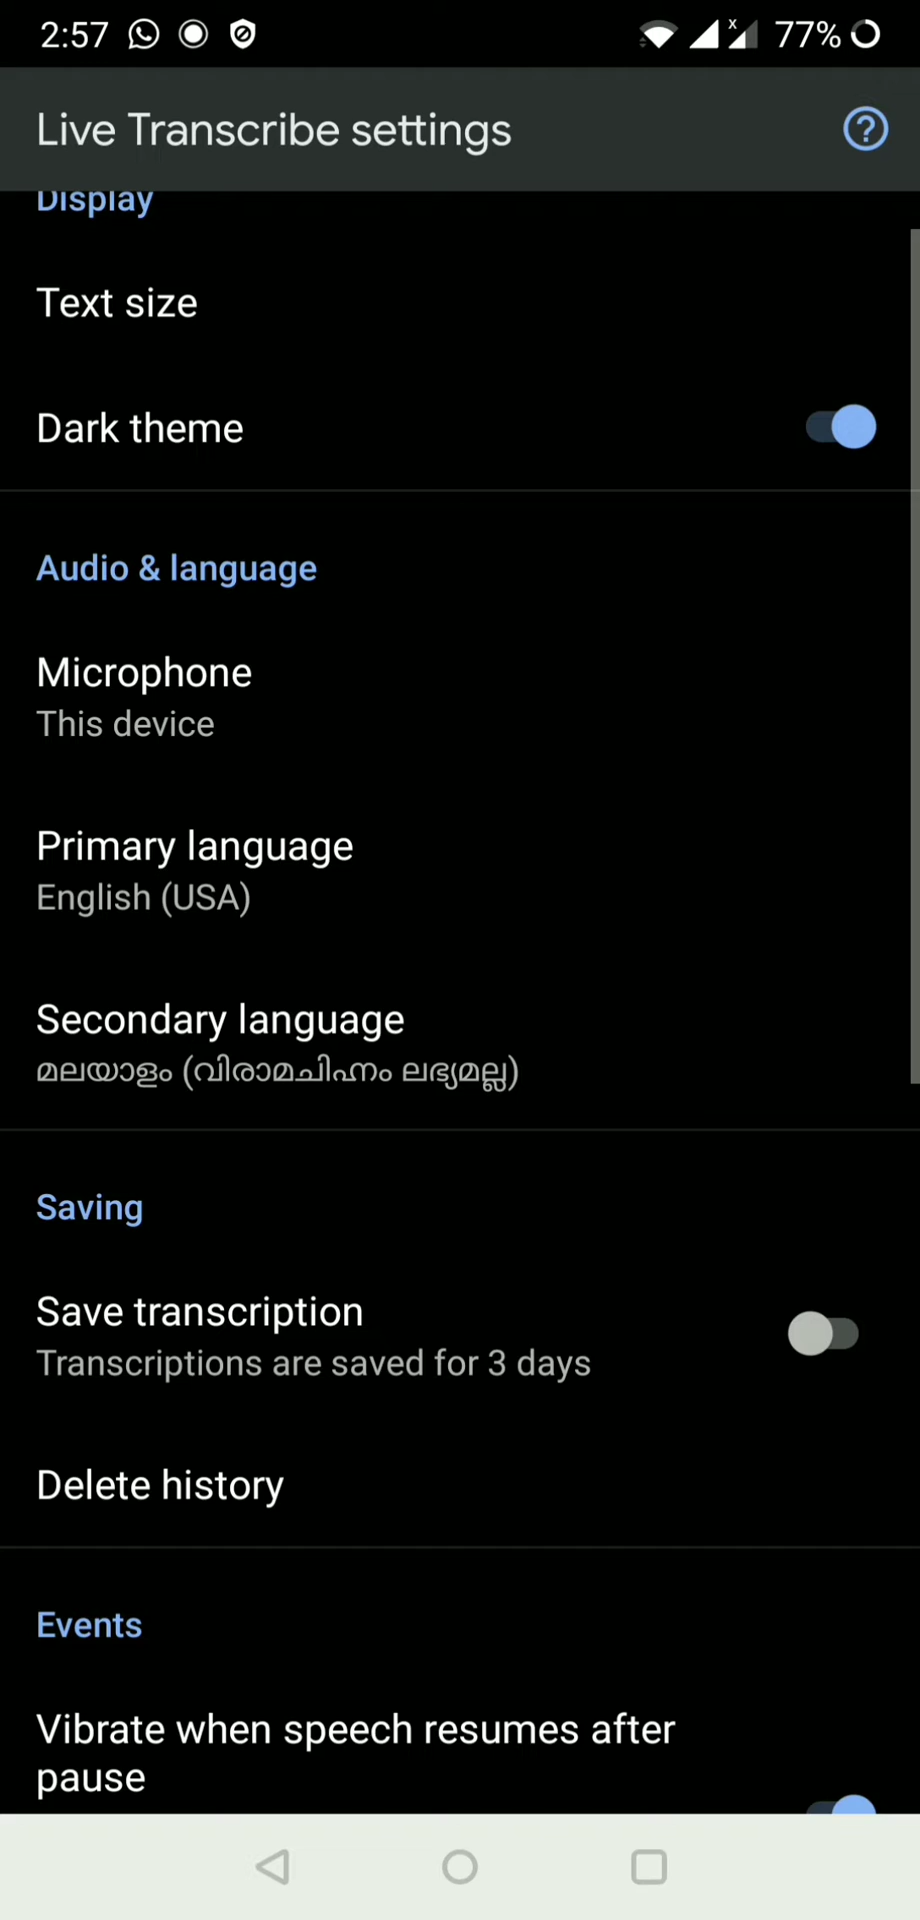 2:57 x 77%
Live Transcribe settings
Display
Text size
Dark theme
Audio & language
Microphone
This device
Primary language
English (USA)
Secondary language
മലയാളം (വിരാമചിഹ്നം ലഭ്യമല്ല)
Saving
Save transcription
Transcriptions are saved for 3 days
Delete history
Events
Vibrate when speech resumes after
pause